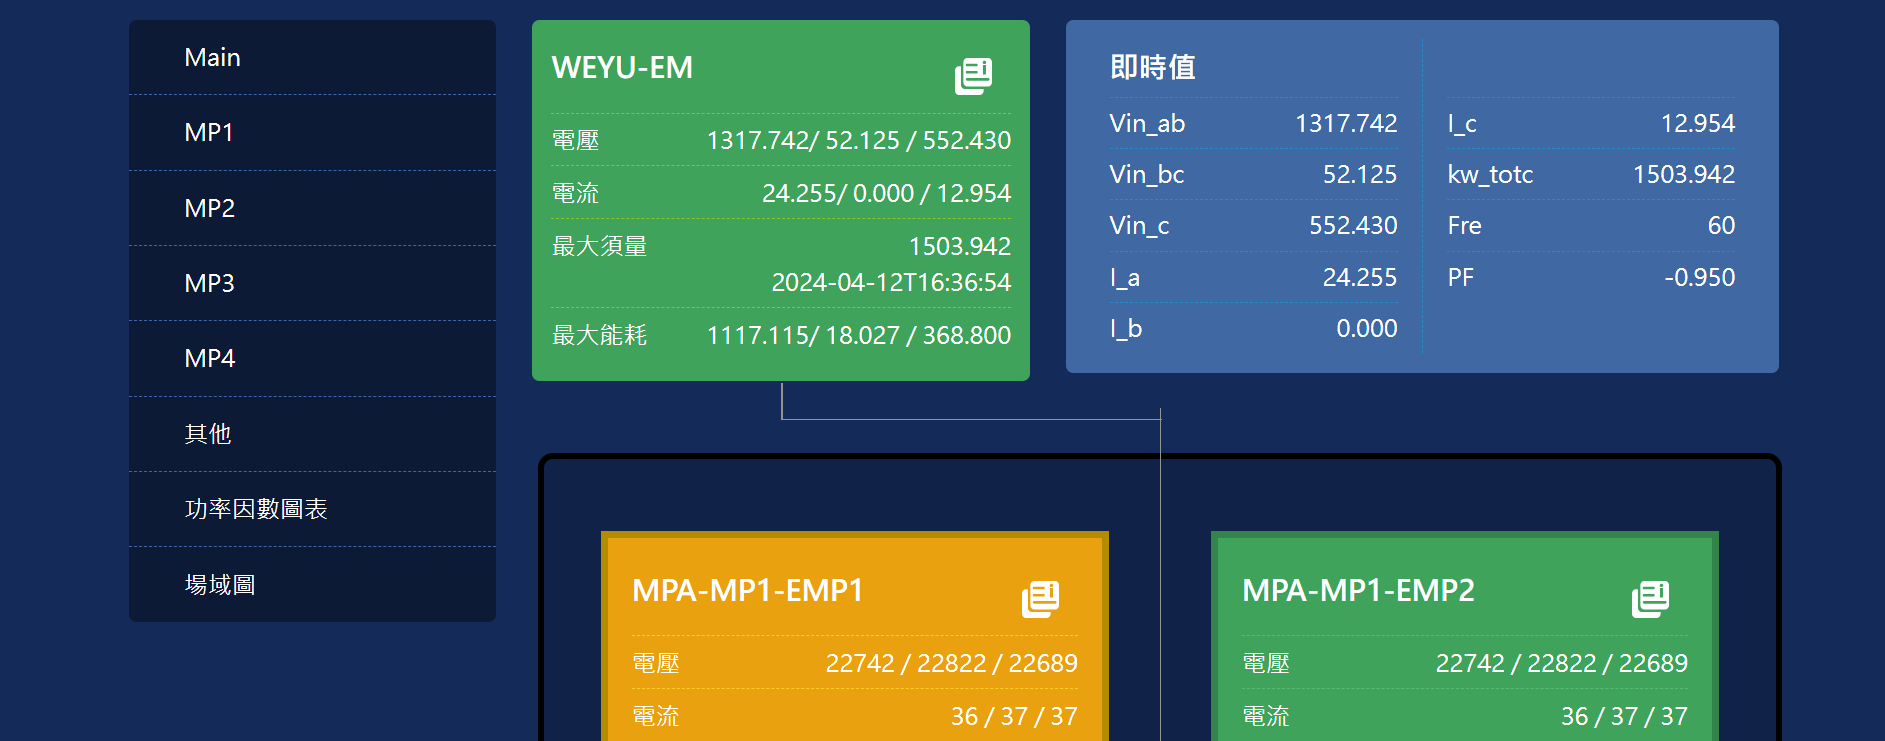 Main
MP1
MP2
MP3
MP4
其他
功率因數圖表
場域圖
WEYU-EM
電壓 1317.742/ 52.125 / 552.430
電流 24.255/ 0.000 / 12.954
最大須量 1503.942
2024-04-12T16:36:54
最大能耗 1117.115/ 18.027 / 368.800
即時值
Vin_ab 1317.742
Vin_bc 52.125
Vin_c 552.430
I_a 24.255
I_b 0.000
I_c 12.954
kw_totc 1503.942
Fre 60
PF -0.950
MPA-MP1-EMP1
電壓 22742 / 22822 / 22689
電流 36 / 37 / 37
MPA-MP1-EMP2
電壓 22742 / 22822 / 22689
電流 36 / 37 / 37